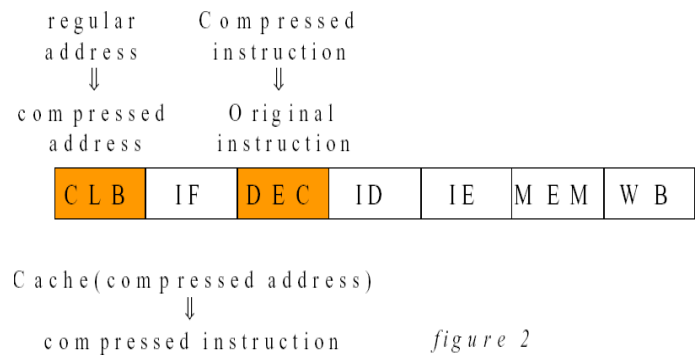 regular
address
⇓
compressed
address
Compressed
instruction
⇓
Original
instruction
CLB IF DEC ID IE MEM WB
Cache(compressed address)
⇓
compressed instruction
figure 2